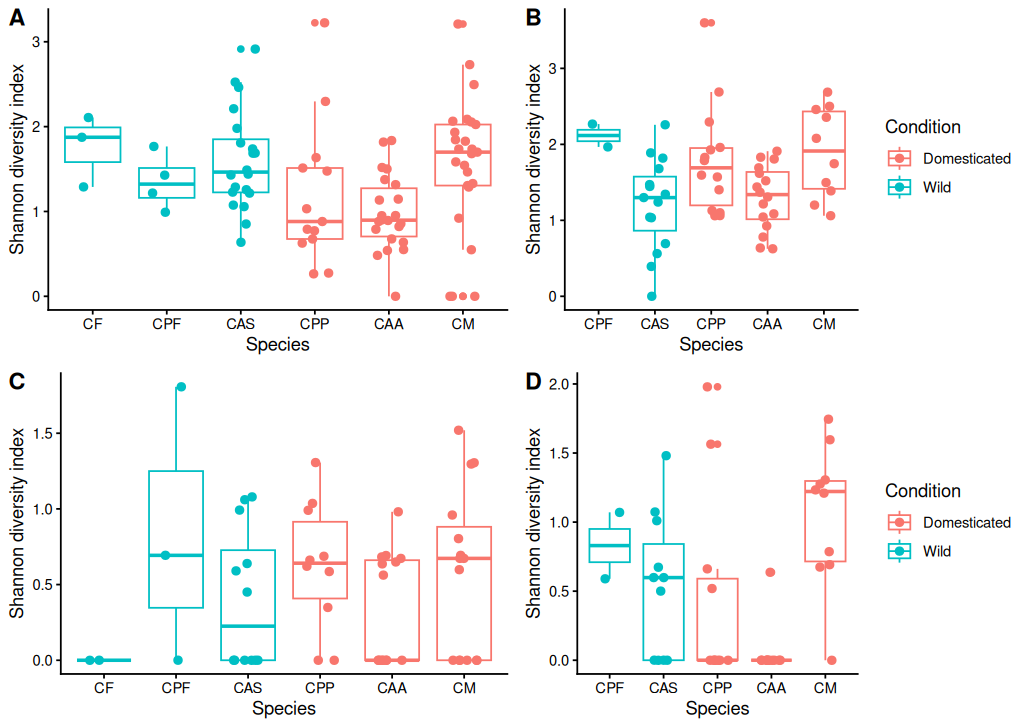 A
Shannon diversity index
3
2
1
0
CF CPF CAS CPP CAA CM
Species
B
Shannon diversity index
3
2
1
0
CPF CAS CPP CAA CM
Species
Condition
Domesticated
Wild
C
Shannon diversity index
1.5
1.0
0.5
0.0
CF CPF CAS CPP CAA CM
Species
D
Shannon diversity index
2.0
1.5
1.0
0.5
0.0
CPF CAS CPP CAA CM
Species
Condition
Domesticated
Wild